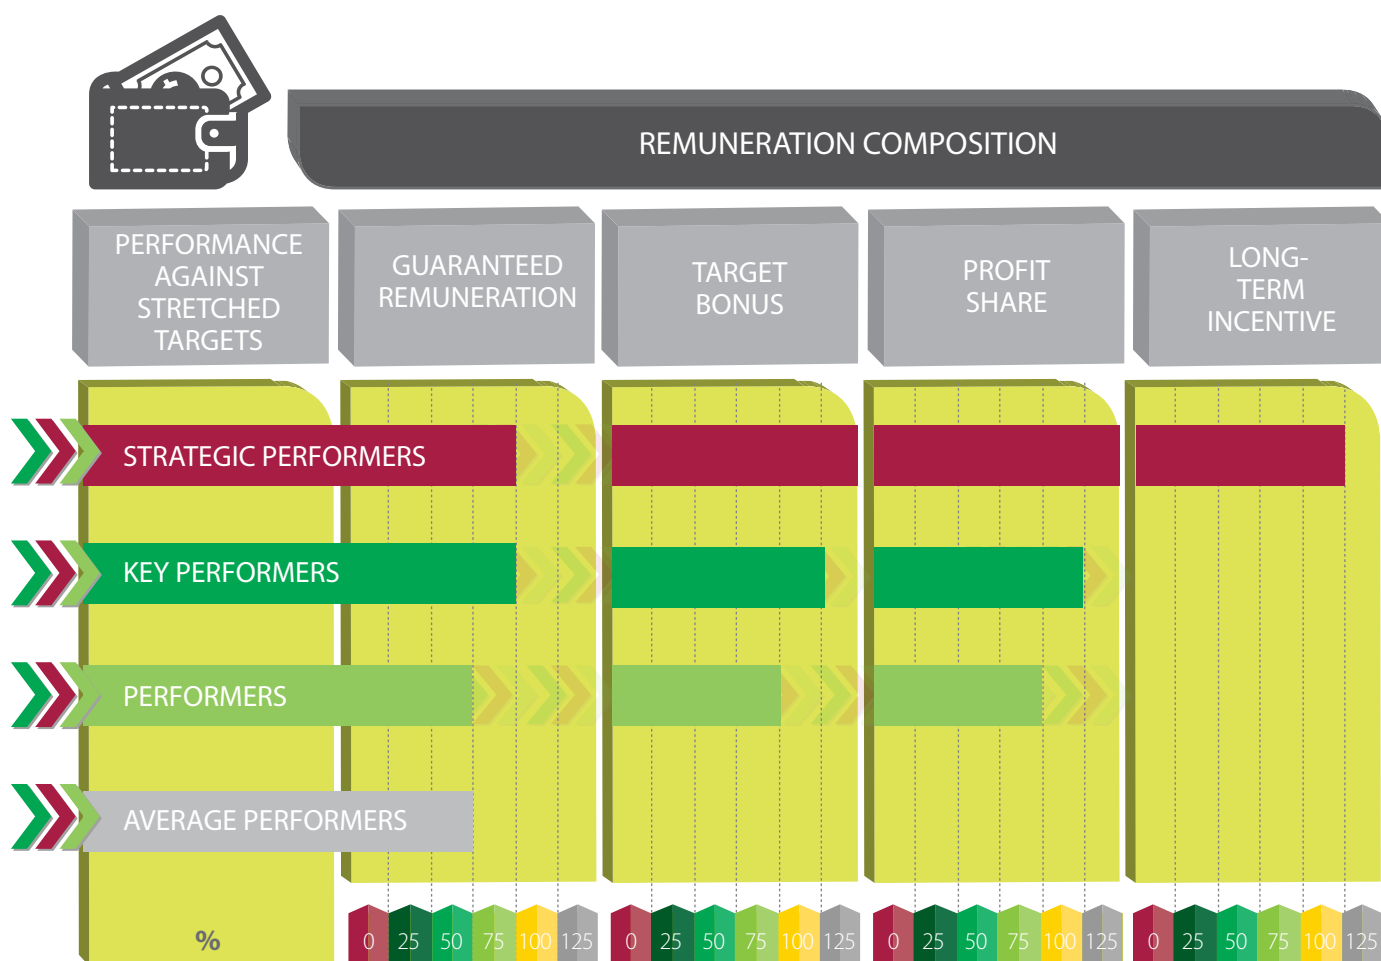 REMUNERATION COMPOSITION
PERFORMANCE
AGAINST
STRETCHED
TARGETS
GUARANTEED
REMUNERATION
TARGET
BONUS
PROFIT
SHARE
LONG-
TERM
INCENTIVE
STRATEGIC PERFORMERS
KEY PERFORMERS
PERFORMERS
AVERAGE PERFORMERS
%
0 25 50 75 100 125
0 25 50 75 100 125
0 25 50 75 100 125
0 25 50 75 100 125